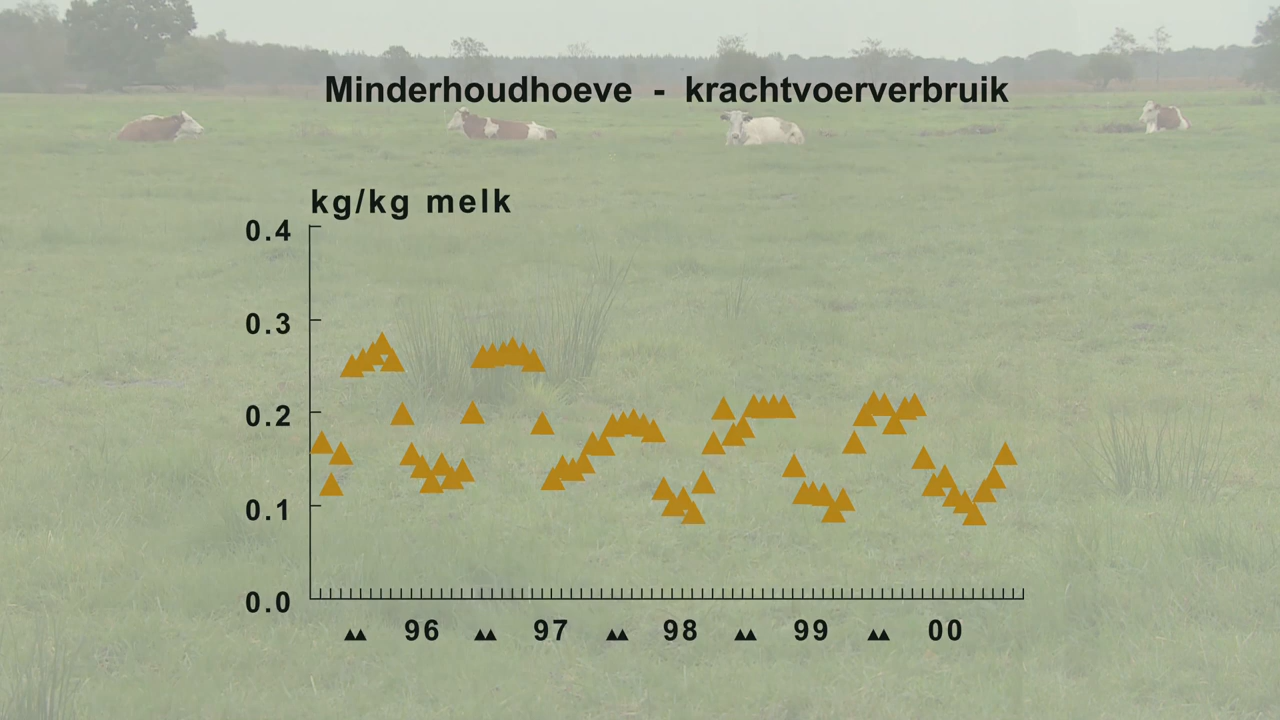 Minderhoudhoeve - krachtvoerverbruik
kg/kg melk
0.4
0.3
0.2
0.1
0.0
96 97 98 99 00